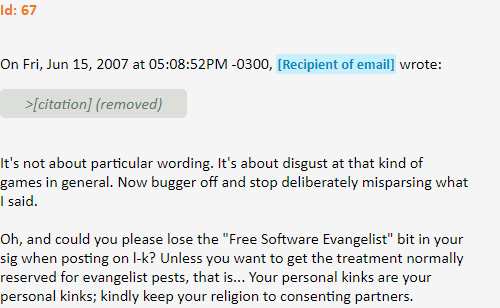 Id: 67
On Fri, Jun 15, 2007 at 05:08:52PM -0300, [Recipient of email] wrote:
>[citation] (removed)
It's not about particular wording. It's about disgust at that kind of
games in general. Now bugger off and stop deliberately misparsing what
I said.
Oh, and could you please lose the "Free Software Evangelist" bit in your
sig when posting on l-k? Unless you want to get the treatment normally
reserved for evangelist pests, that is... Your personal kinks are your
personal kinks; kindly keep your religion to consenting partners.